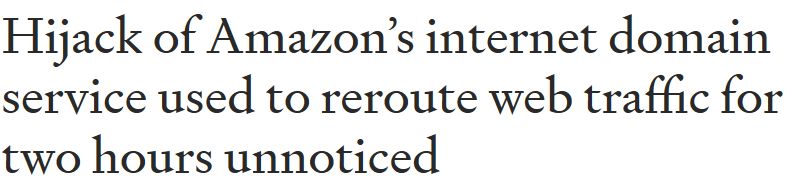 Hijack of Amazon’s internet domain
service used to reroute web traffic for
two hours unnoticed